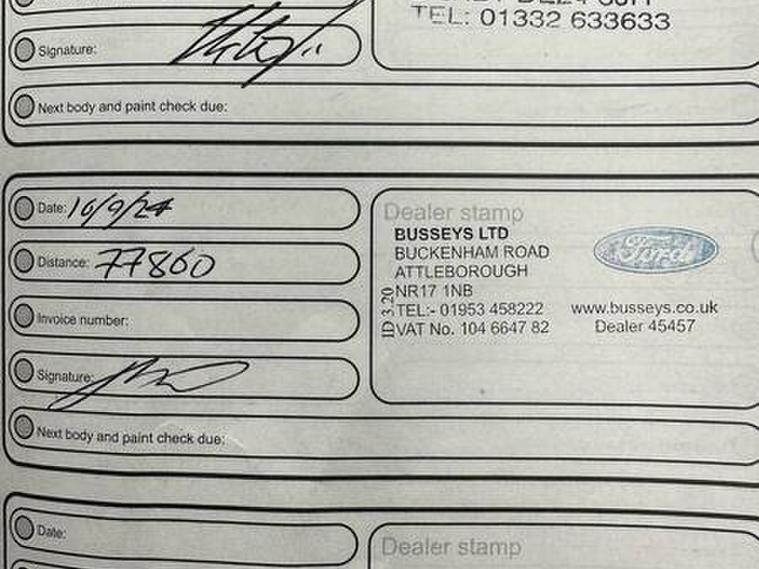 TEL: 01332 633633
Signature:
Next body and paint check due:
Date: 10/9/24
Dealer stamp
BUSSEYS LTD
BUCKENHAM ROAD
Ford
Distance: 77860
ATTLEBOROUGH
NR17 1NB
ID 3.20
TEL:- 01953 458222 www.busseys.co.uk
Invoice number:
VAT No. 104 6647 82 Dealer 45457
Signature:
Next body and paint check due:
Date:
Dealer stamp